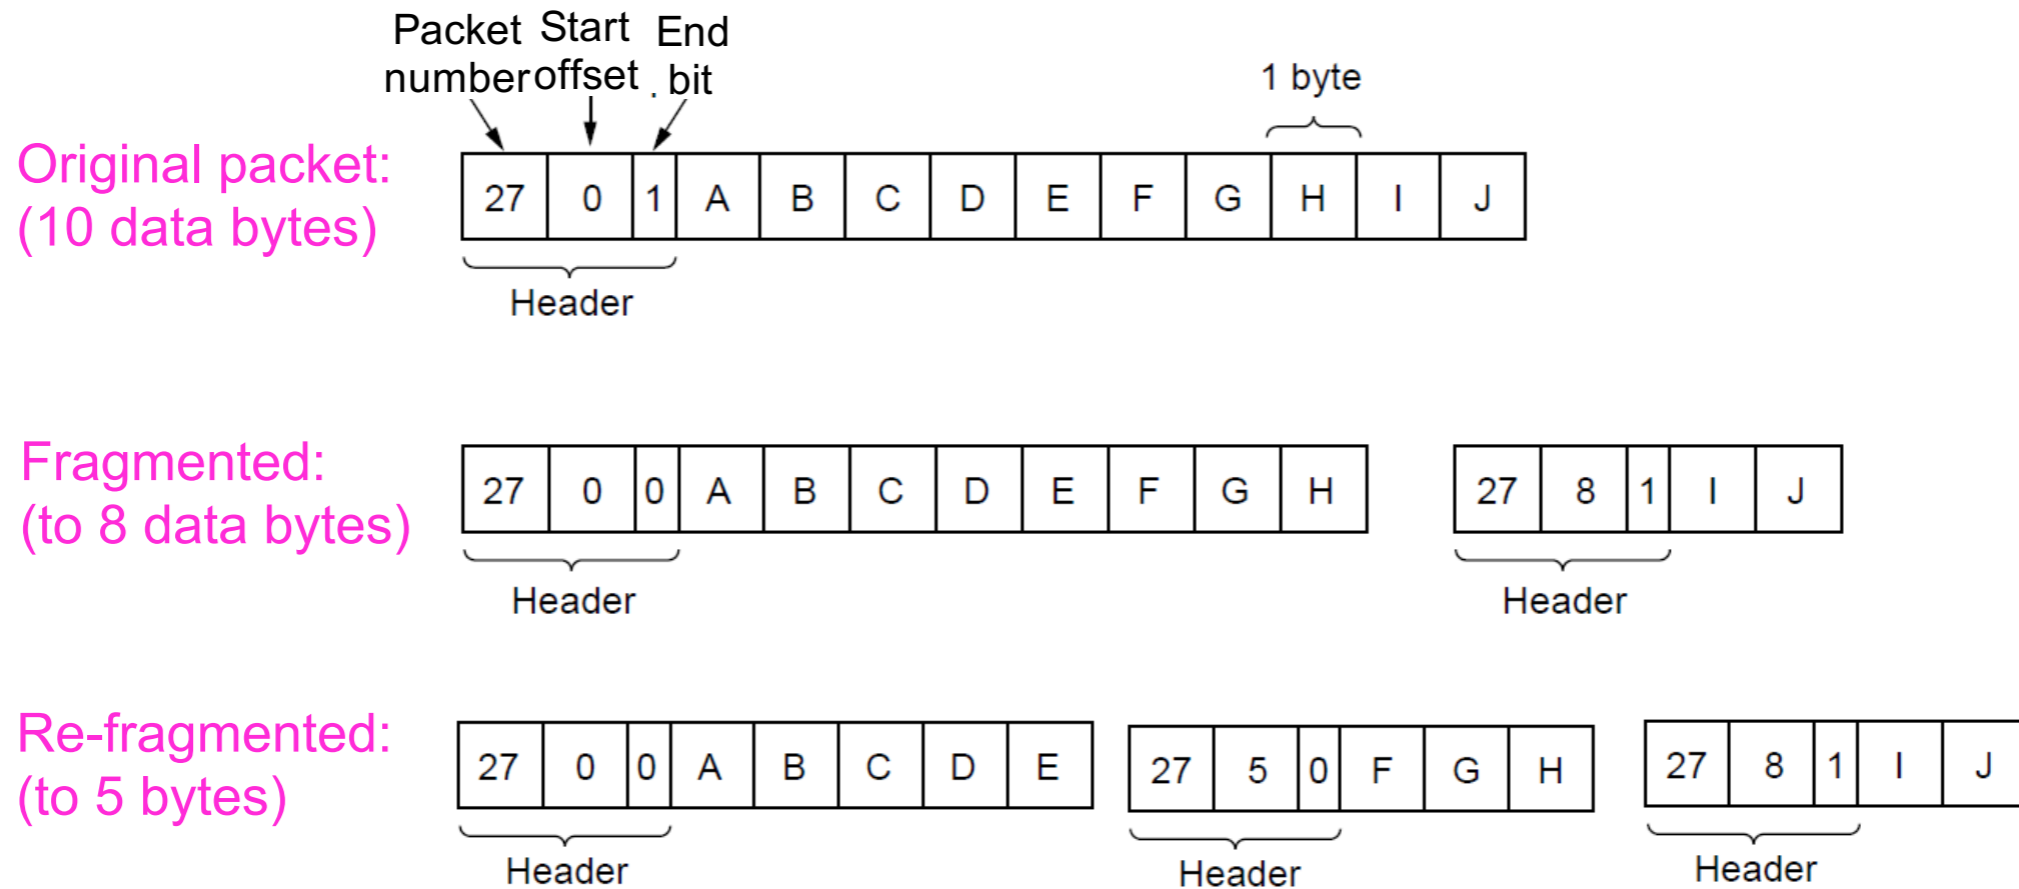 Packet Start End
number offset . bit
1 byte
Original packet:
(10 data bytes)
27 0 1 A B C D E F G H I J
Header
Fragmented:
(to 8 data bytes)
27 0 0 A B C D E F G H
27 8 1 I J
Header
Header
Re-fragmented:
(to 5 bytes)
27 0 0 A B C D E
27 5 0 F G H
27 8 1 I J
Header
Header
Header